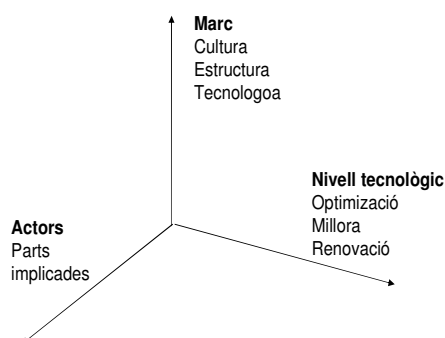 Marc
Cultura
Estructura
Tecnologoa
Nivell tecnològic
Optimizació
Millora
Renovació
Actors
Parts
implicades